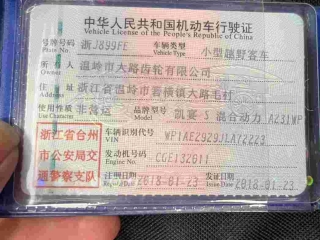 中华人民共和国机动车行驶证
Vehicle License of the People's Republic of China
号牌号码 浙J899FE 车辆类型 小型越野客车
Plate No. Vehicle Type
所有人 温岭市大路齿轮有限公司
Owner
住址 浙江省温岭市若横镇大路毛村
Address
使用性质 非营运 品牌型号 凯宴 S 混合动力 A231WP
Use Character Model
浙江省台州
市公安局交
通警察支队
车辆识别代号 WP1AE2929JLA72223
VIN
发动机号码 CGE132011
Engine No.
注册日期 2018-01-23 发证日期 2018-01-23
Register Date Issue Date